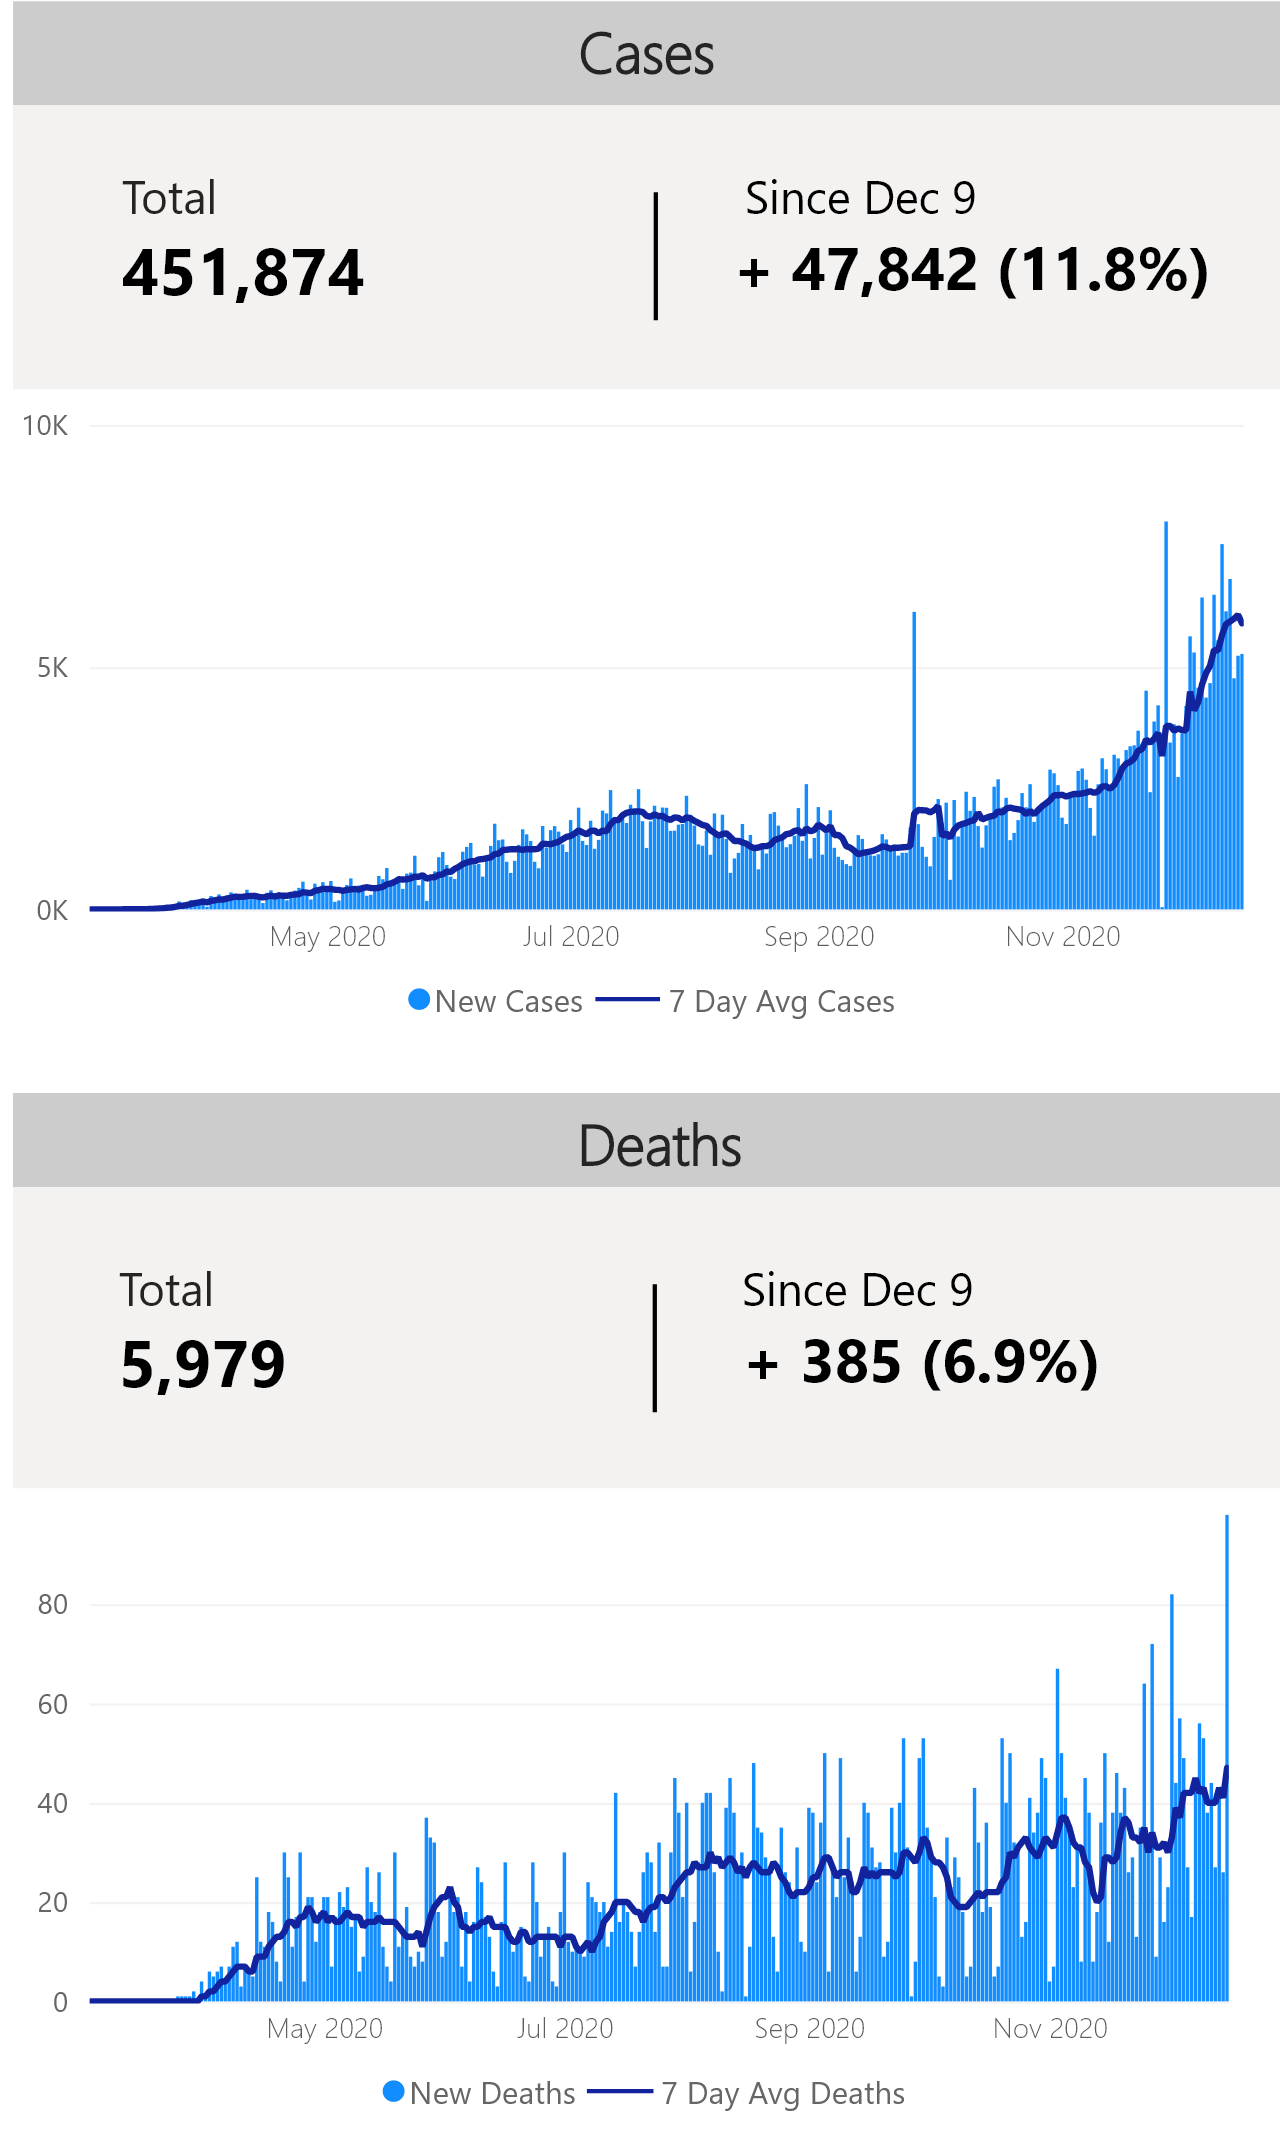 Cases
Total
Since Dec 9
451,874
+ 47,842 (11.8%)
10K
5K
0K
May 2020
Jul 2020
Sep 2020
Nov 2020
New Cases
7 Day Avg Cases
Deaths
Total
Since Dec 9
5,979
+ 385 (6.9%)
80
60
40
20
0
May 2020
Jul 2020
Sep 2020
Nov 2020
New Deaths
7 Day Avg Deaths